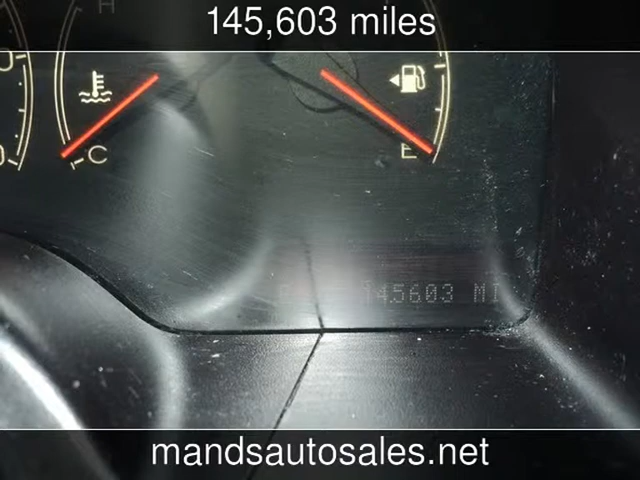 145,603 miles
H
C
E
145603 MI
mandsautosales.net